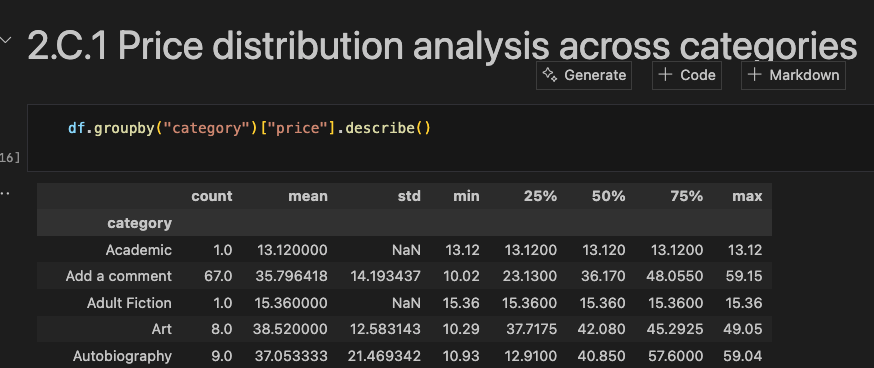 2.C.1 Price distribution analysis across categories
Generate + Code + Markdown
df.groupby("category")["price"].describe()
16]
..
count mean std min 25% 50% 75% max
category
Academic 1.0 13.120000 NaN 13.12 13.1200 13.120 13.1200 13.12
Add a comment 67.0 35.796418 14.193437 10.02 23.1300 36.170 48.0550 59.15
Adult Fiction 1.0 15.360000 NaN 15.36 15.3600 15.360 15.3600 15.36
Art 8.0 38.520000 12.583143 10.29 37.7175 42.080 45.2925 49.05
Autobiography 9.0 37.053333 21.469342 10.93 12.9100 40.850 57.6000 59.04